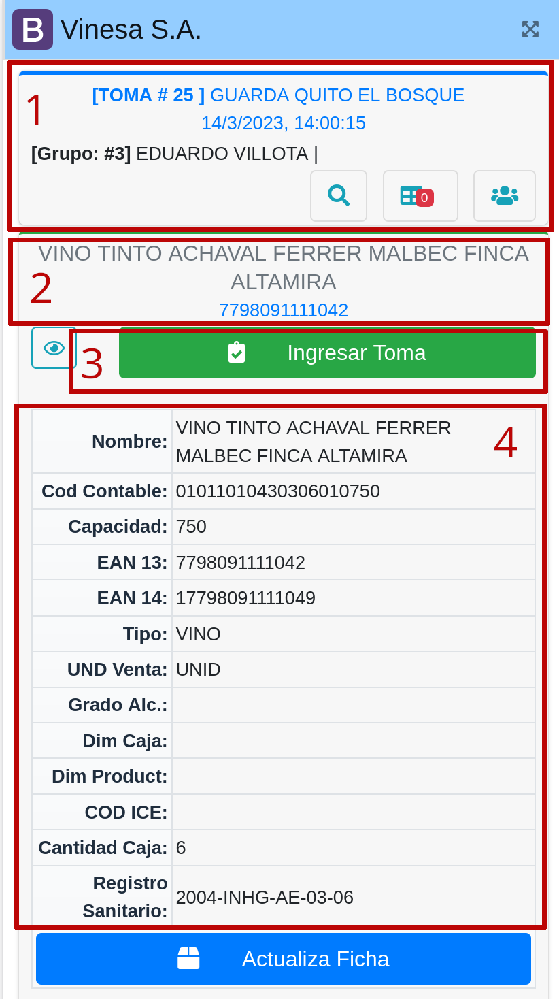 B Vinesa S.A.
1
[TOMA # 25 ] GUARDA QUITO EL BOSQUE
14/3/2023, 14:00:15
[Grupo: #3] EDUARDO VILLOTA |
0
2
VINO TINTO ACHAVAL FERRER MALBEC FINCA
ALTAMIRA
7798091111042
3
Ingresar Toma
4
Nombre: VINO TINTO ACHAVAL FERRER
MALBEC FINCA ALTAMIRA
Cod Contable: 01011010430306010750
Capacidad: 750
EAN 13: 7798091111042
EAN 14: 17798091111049
Tipo: VINO
UND Venta: UNID
Grado Alc.:
Dim Caja:
Dim Product:
COD ICE:
Cantidad Caja: 6
Registro
Sanitario: 2004-INHG-AE-03-06
Actualiza Ficha